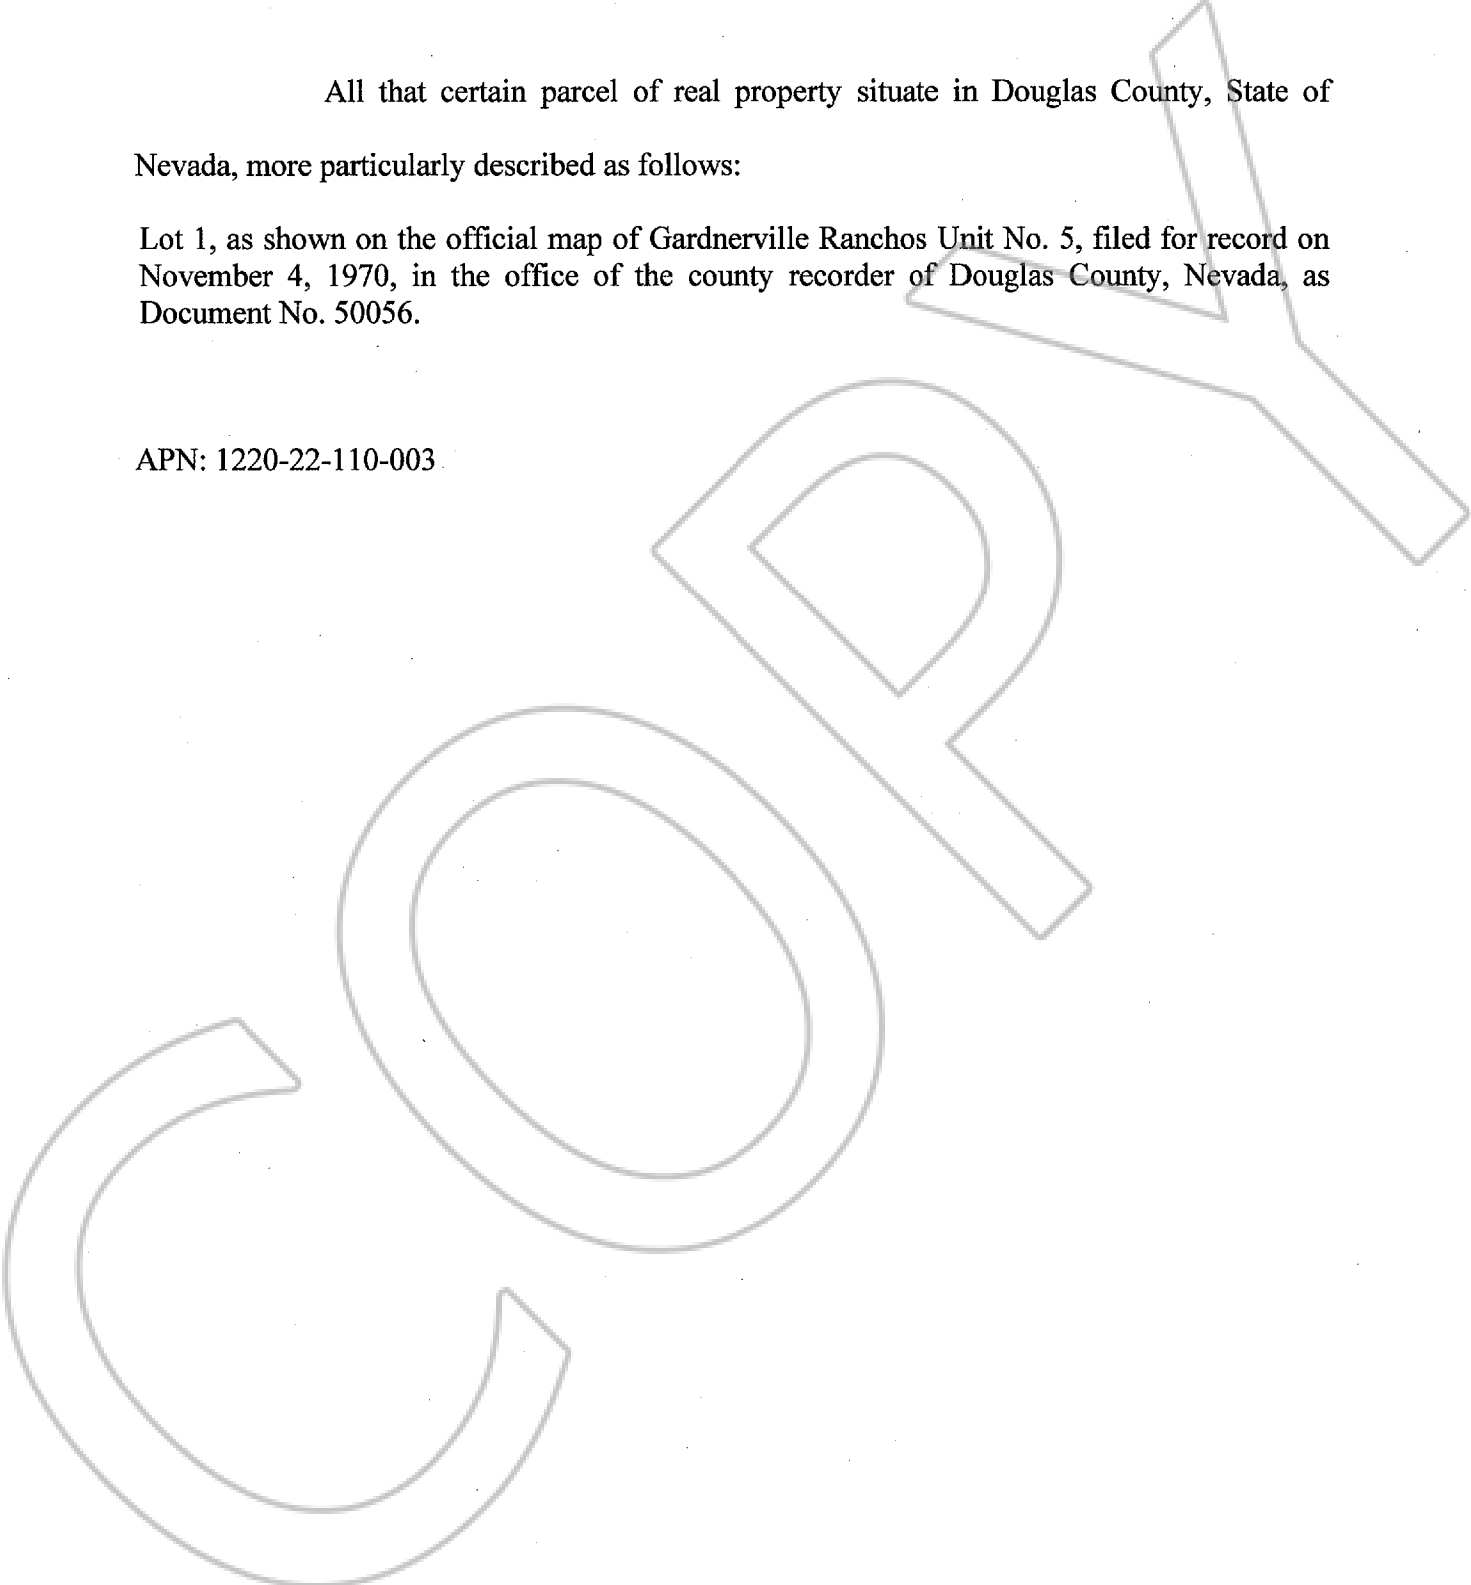 All that certain parcel of real property situate in Douglas County, State of
Nevada, more particularly described as follows:
Lot 1, as shown on the official map of Gardnerville Ranchos Unit No. 5, filed for record on
November 4, 1970, in the office of the county recorder of Douglas County, Nevada, as
Document No. 50056.
APN: 1220-22-110-003
COPY